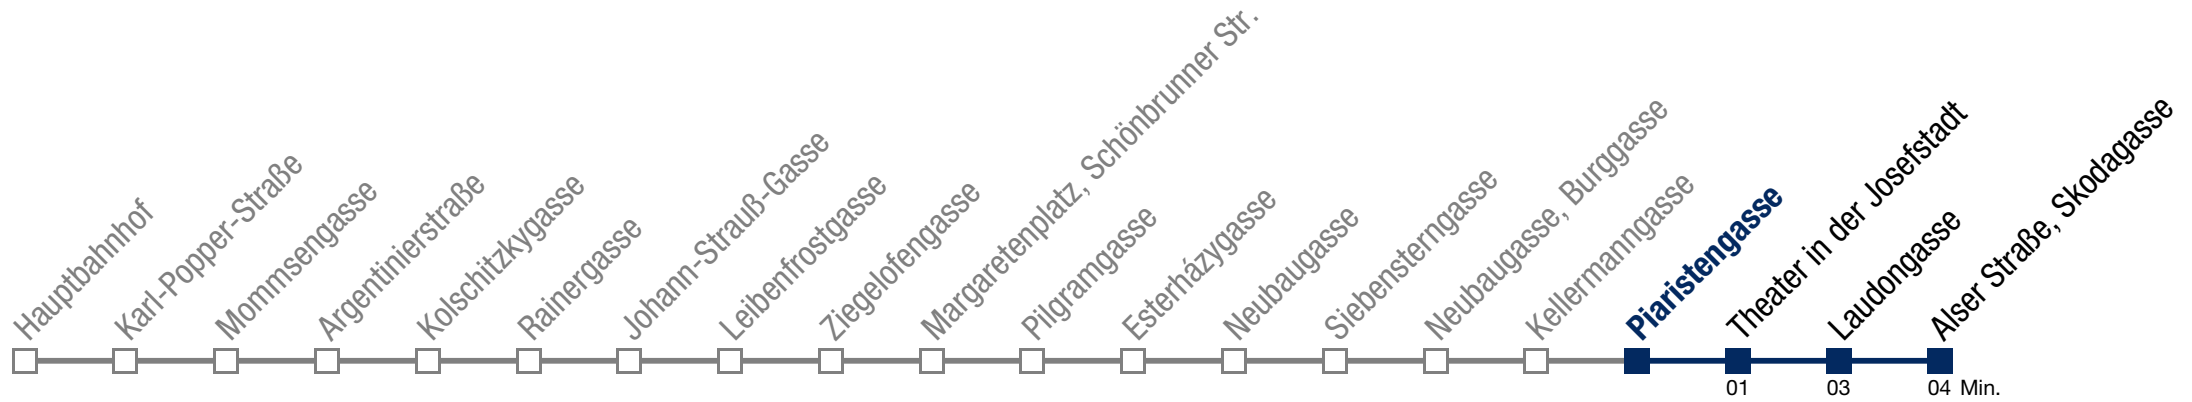 Hauptbahnhof
Karl-Popper-Straße
Mommsengasse
Argentinierstraße
Kolschitzkygasse
Rainergasse
Johann-Strauß-Gasse
Leibenfrostgasse
Ziegelofengasse
Margaretenplatz, Schönbrunner Str.
Pilgramgasse
Esterházygasse
Neubaugasse
Siebensterngasse
Neubaugasse, Burggasse
Kellermanngasse
Piaristengasse
Theater in der Josefstadt
Laudongasse
Alser Straße, Skodagasse
01 03 04 Min.